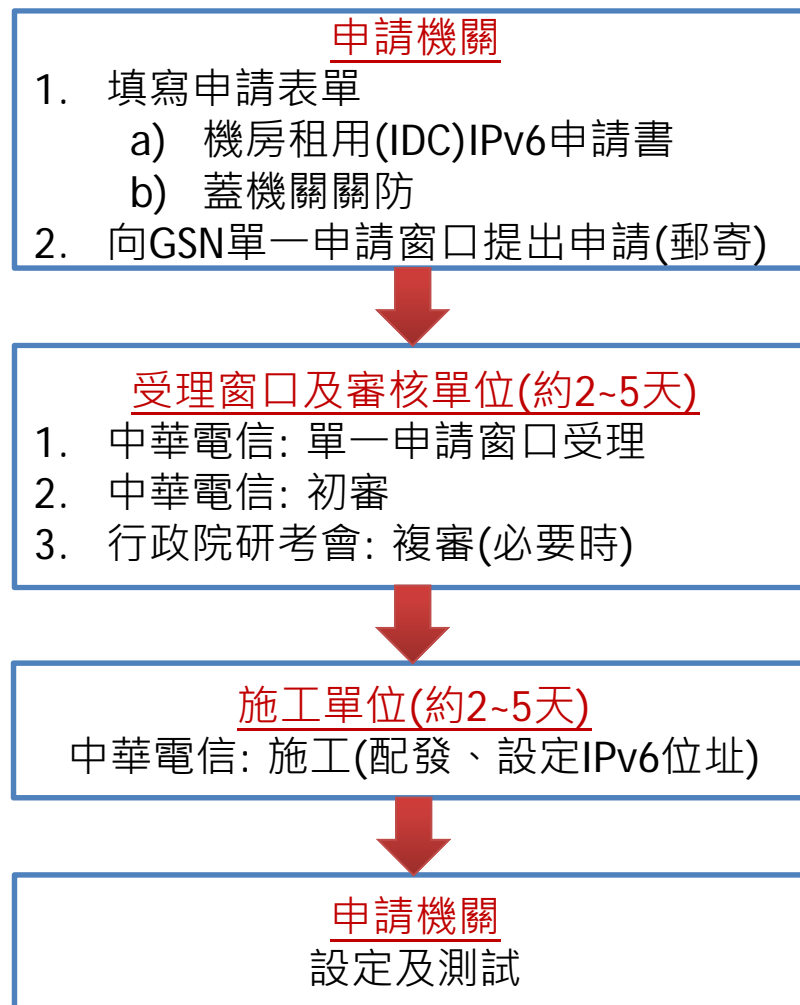 申請機關
1. 填寫申請表單
a) 機房租用(IDC)IPv6申請書
b) 蓋機關關防
2. 向GSN單一申請窗口提出申請(郵寄)
受理窗口及審核單位(約2~5天)
1. 中華電信: 單一申請窗口受理
2. 中華電信: 初審
3. 行政院研考會: 複審(必要時)
施工單位(約2~5天)
中華電信: 施工(配發、設定IPv6位址)
申請機關
設定及測試